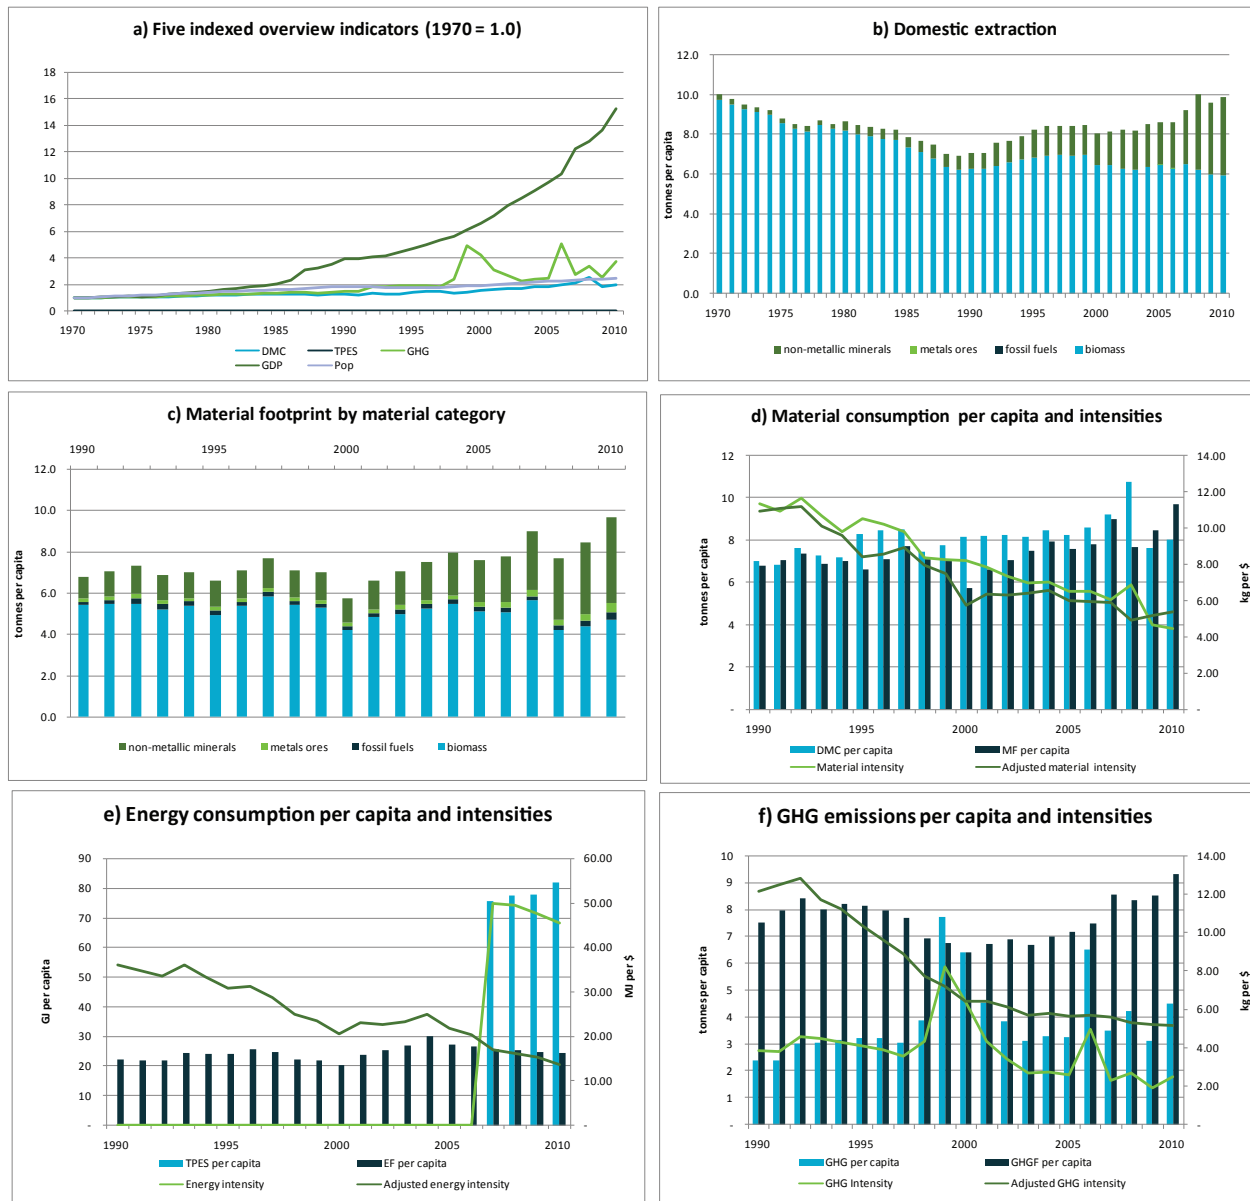 a) Five indexed overview indicators (1970 = 1.0)
18
16
14
12
10
8
6
4
2
0
1970 1975 1980 1985 1990 1995 2000 2005 2010
DMC TPES GHG
GDP Pop
b) Domestic extraction
tonnes per capita
12.0
10.0
8.0
6.0
4.0
2.0
0.0
1970 1975 1980 1985 1990 1995 2000 2005 2010
non-metallic minerals metals ores fossil fuels biomass
c) Material footprint by material category
1990 1995 2000 2005 2010
tonnes per capita
12.0
10.0
8.0
6.0
4.0
2.0
0.0
non-metallic minerals metals ores fossil fuels biomass
d) Material consumption per capita and intensities
tonnes per capita
12
10
8
6
4
2
-
14.00
12.00
10.00
8.00
6.00
4.00
2.00
-
kg per $
1990 1995 2000 2005 2010
DMC per capita MF per capita
Material intensity Adjusted material intensity
e) Energy consumption per capita and intensities
GJ per capita
90
80
70
60
50
40
30
20
10
-
60.00
50.00
40.00
30.00
20.00
10.00
-
MJ per $
1990 1995 2000 2005 2010
TPES per capita EF per capita
Energy intensity Adjusted energy intensity
f) GHG emissions per capita and intensities
tonnes per capita
10
9
8
7
6
5
4
3
2
1
-
14.00
12.00
10.00
8.00
6.00
4.00
2.00
-
kg per $
1990 1995 2000 2005 2010
GHG per capita GHGF per capita
GHG Intensity Adjusted GHG intensity